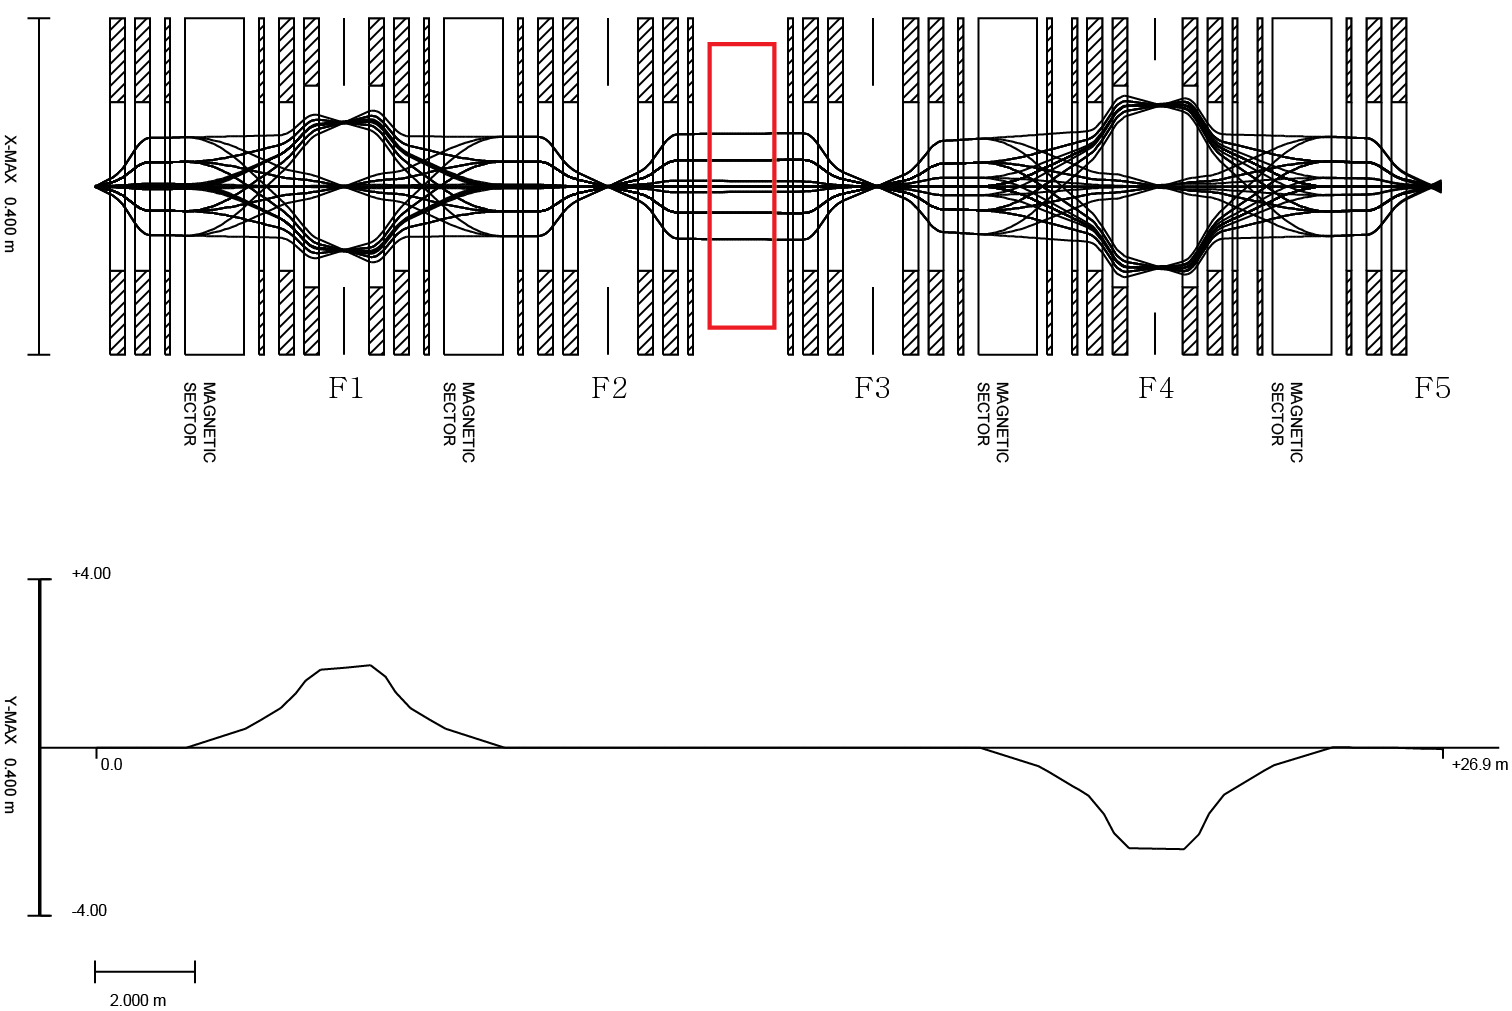 X-MAX 0.400 m
F1
F2
F3
F4
F5
MAGNETIC
SECTOR
MAGNETIC
SECTOR
MAGNETIC
SECTOR
MAGNETIC
SECTOR
+4.00
Y-MAX 0.400 m
0.0
+26.9 m
-4.00
2.000 m